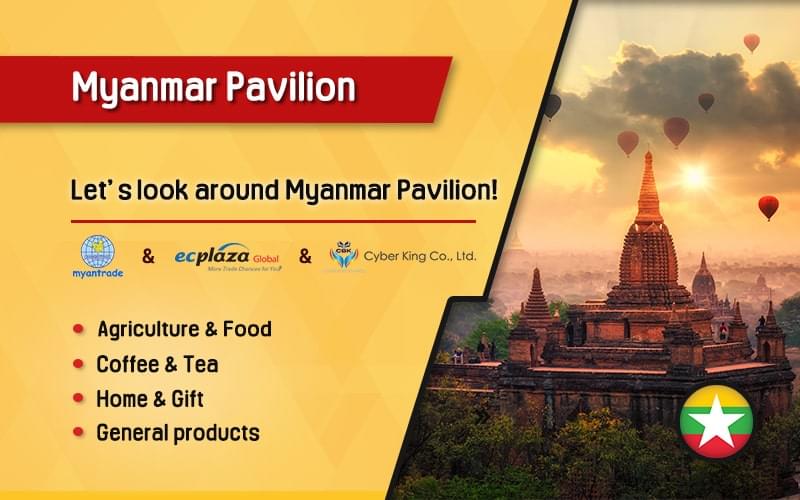 Myanmar Pavilion
Let's look around Myanmar Pavilion!
myantrade & ecplaza Global & CBK Cyber King Co., Ltd.
More Trade Chances for You!
• Agriculture & Food
• Coffee & Tea
• Home & Gift
• General products